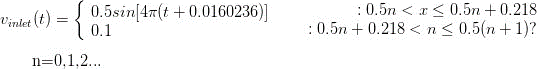 v_{inlet}(t) = { 0.5sin[4π(t + 0.0160236)] : 0.5n < x ≤ 0.5n + 0.218
0.1 : 0.5n + 0.218 < n ≤ 0.5(n + 1)?
n=0,1,2...